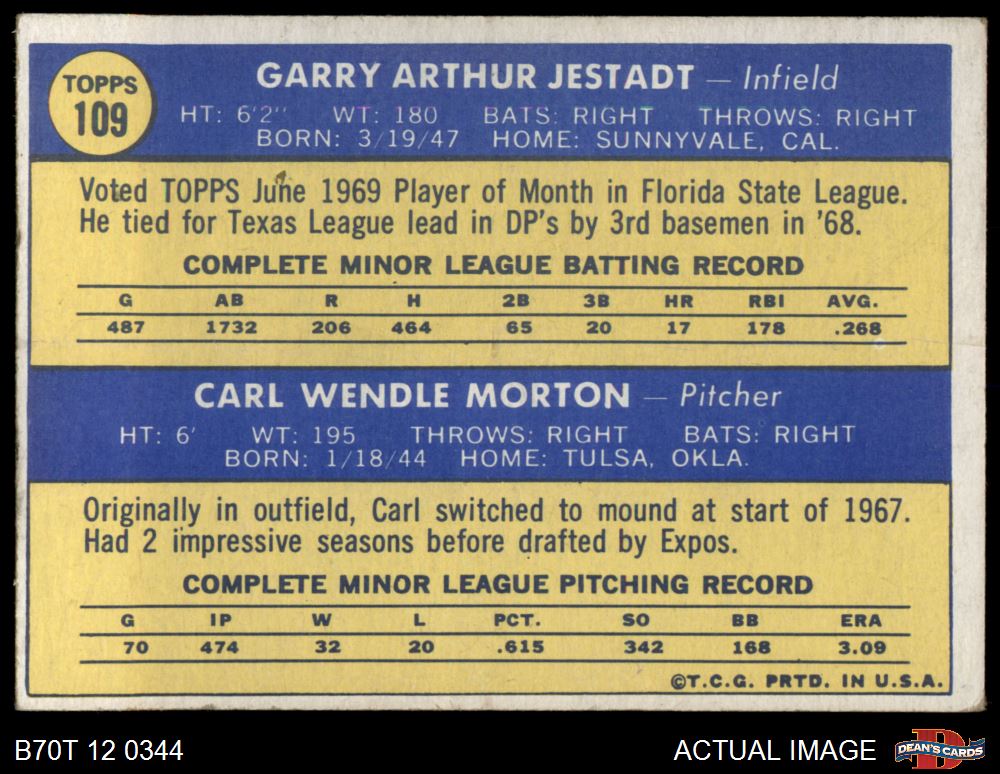 TOPPS
109
GARRY ARTHUR JESTADT — Infield
HT: 6'2" WT: 180 BATS: RIGHT THROWS: RIGHT
BORN: 3/19/47 HOME: SUNNYVALE, CAL.
Voted TOPPS June 1969 Player of Month in Florida State League.
He tied for Texas League lead in DP's by 3rd basemen in '68.
COMPLETE MINOR LEAGUE BATTING RECORD
G AB R H 2B 3B HR RBI AVG.
487 1732 206 464 65 20 17 178 .268
CARL WENDLE MORTON — Pitcher
HT: 6' WT: 195 THROWS: RIGHT BATS: RIGHT
BORN: 1/18/44 HOME: TULSA, OKLA.
Originally in outfield, Carl switched to mound at start of 1967.
Had 2 impressive seasons before drafted by Expos.
COMPLETE MINOR LEAGUE PITCHING RECORD
G IP W L PCT. SO BB ERA
70 474 32 20 .615 342 168 3.09
©T.C.G. PRTD. IN U.S.A.
B70T 12 0344
ACTUAL IMAGE
D
DEAN'S CARDS